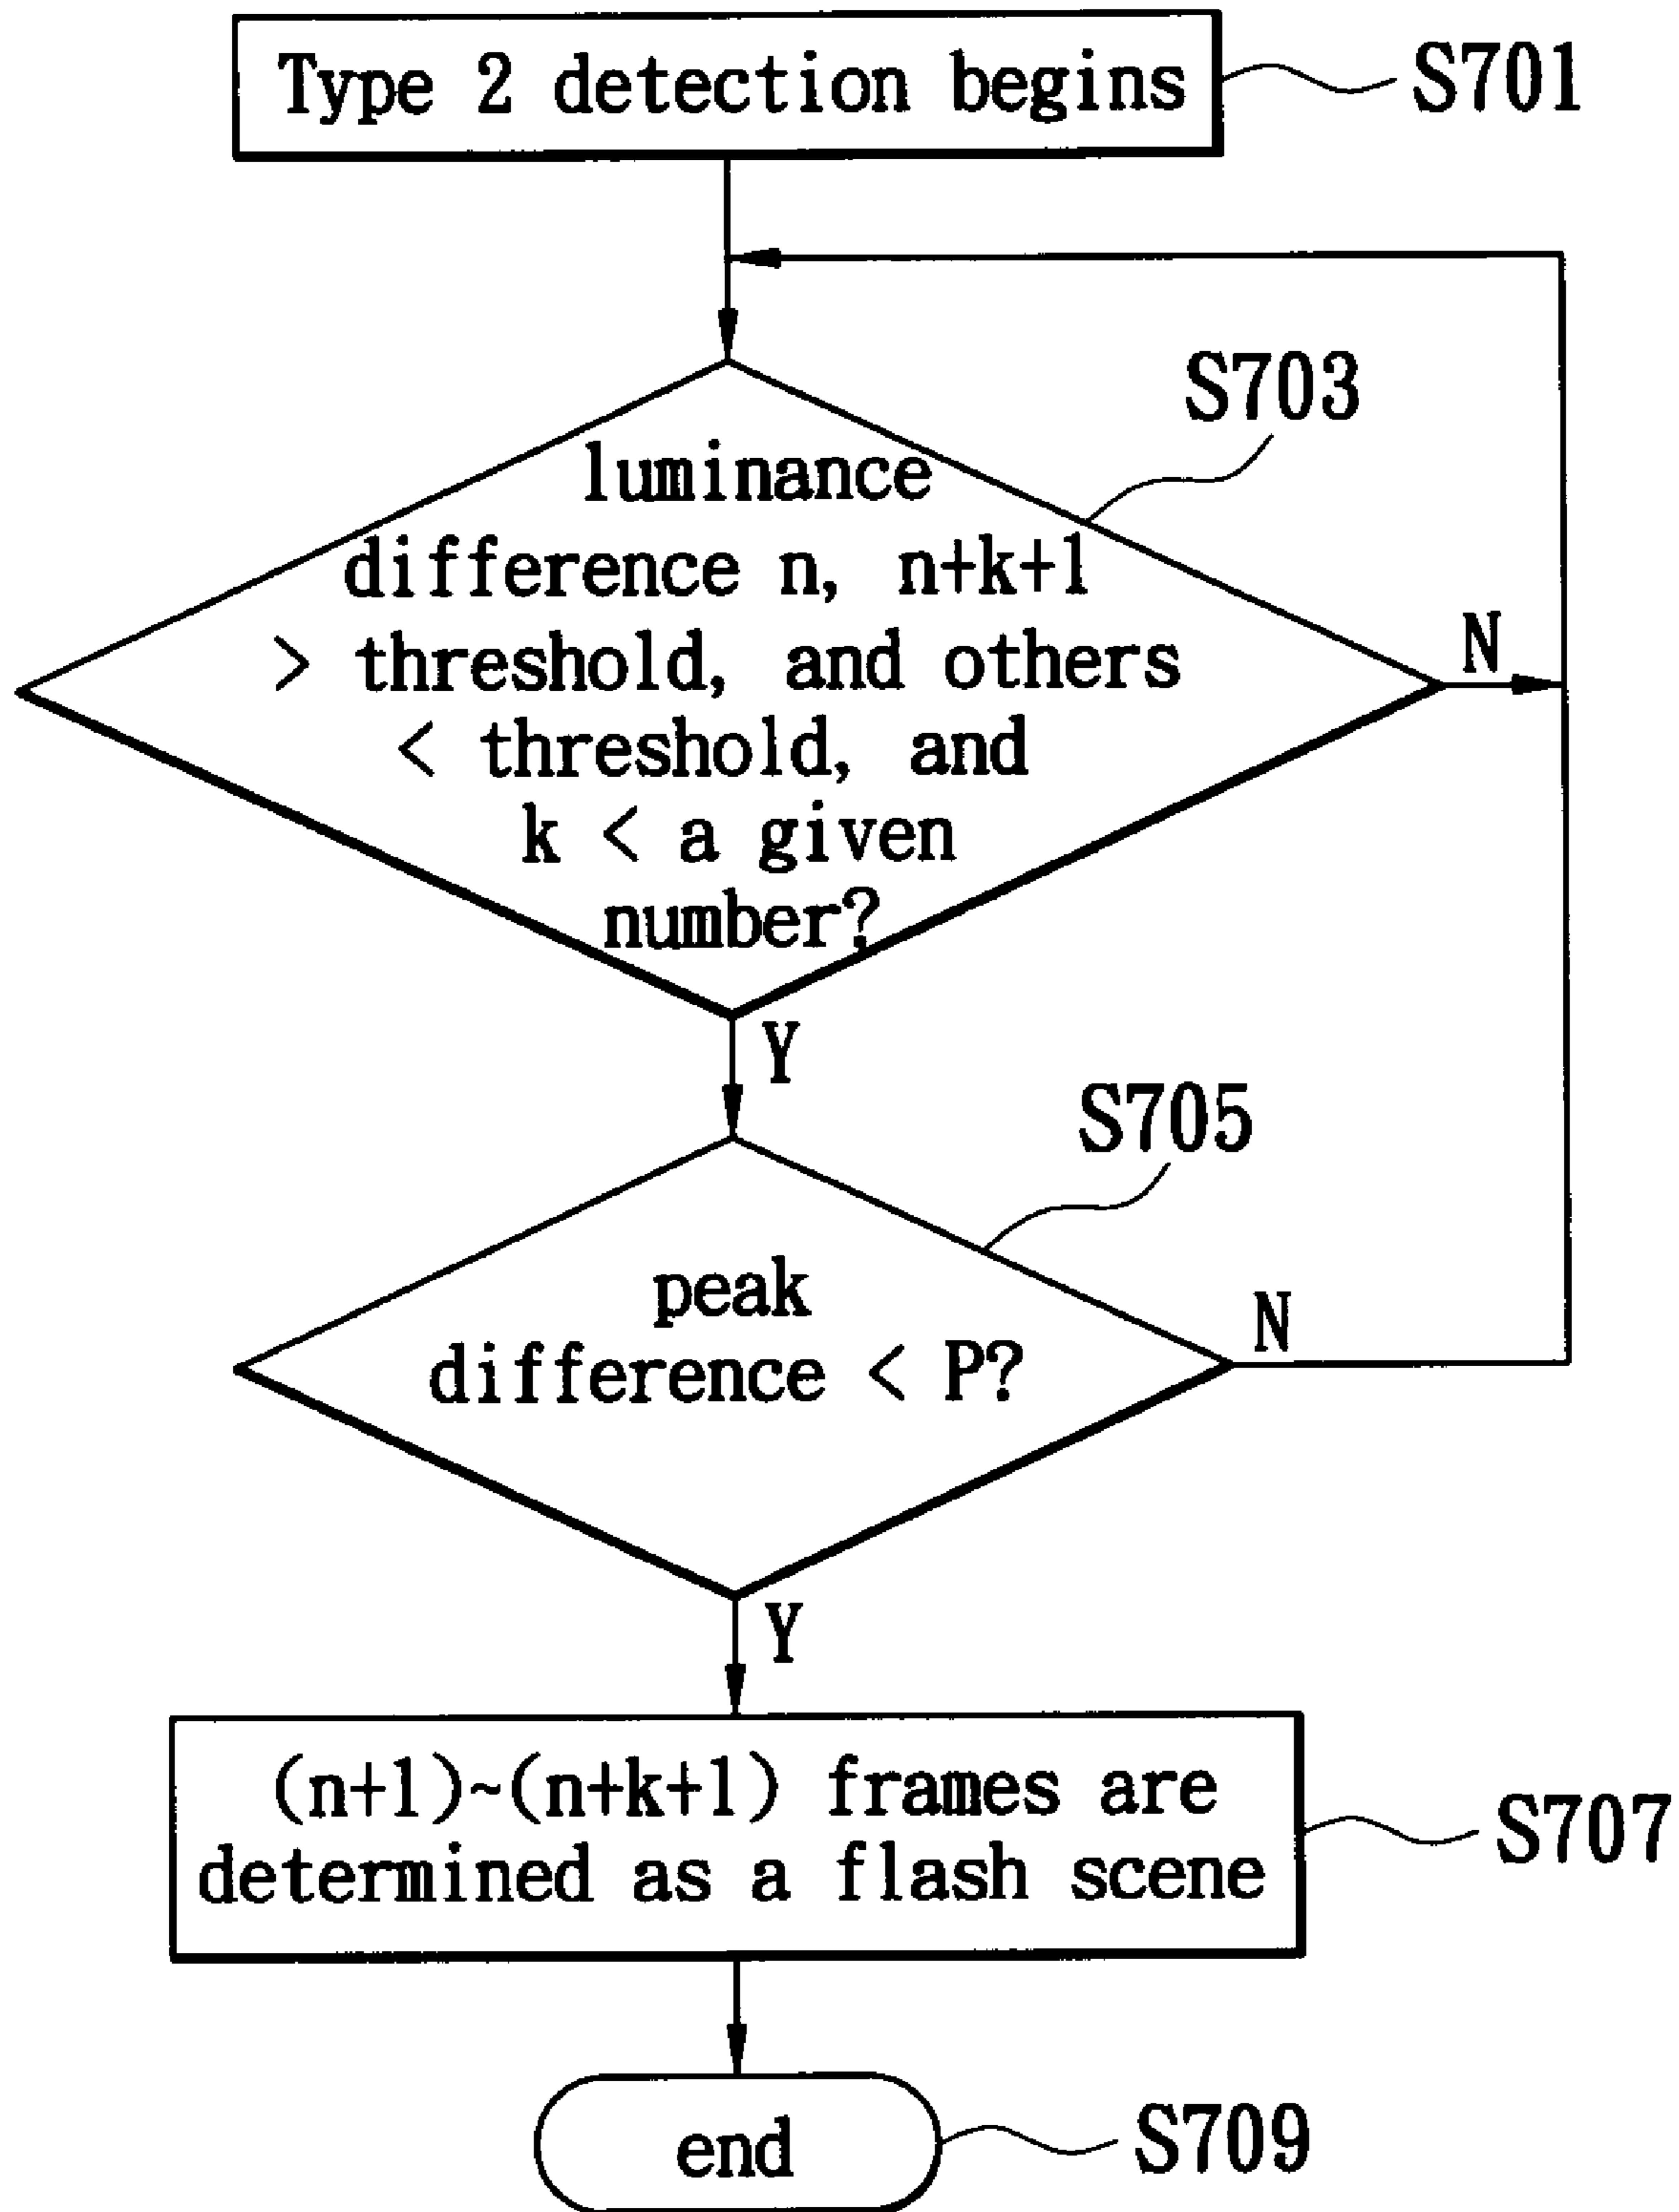 Type 2 detection begins
S701
S703
luminance
difference n, n+k+1
> threshold, and others
< threshold, and
k < a given
number?
N
Y
S705
peak
difference < P?
N
Y
(n+1)~(n+k+1) frames are
determined as a flash scene
S707
end
S709